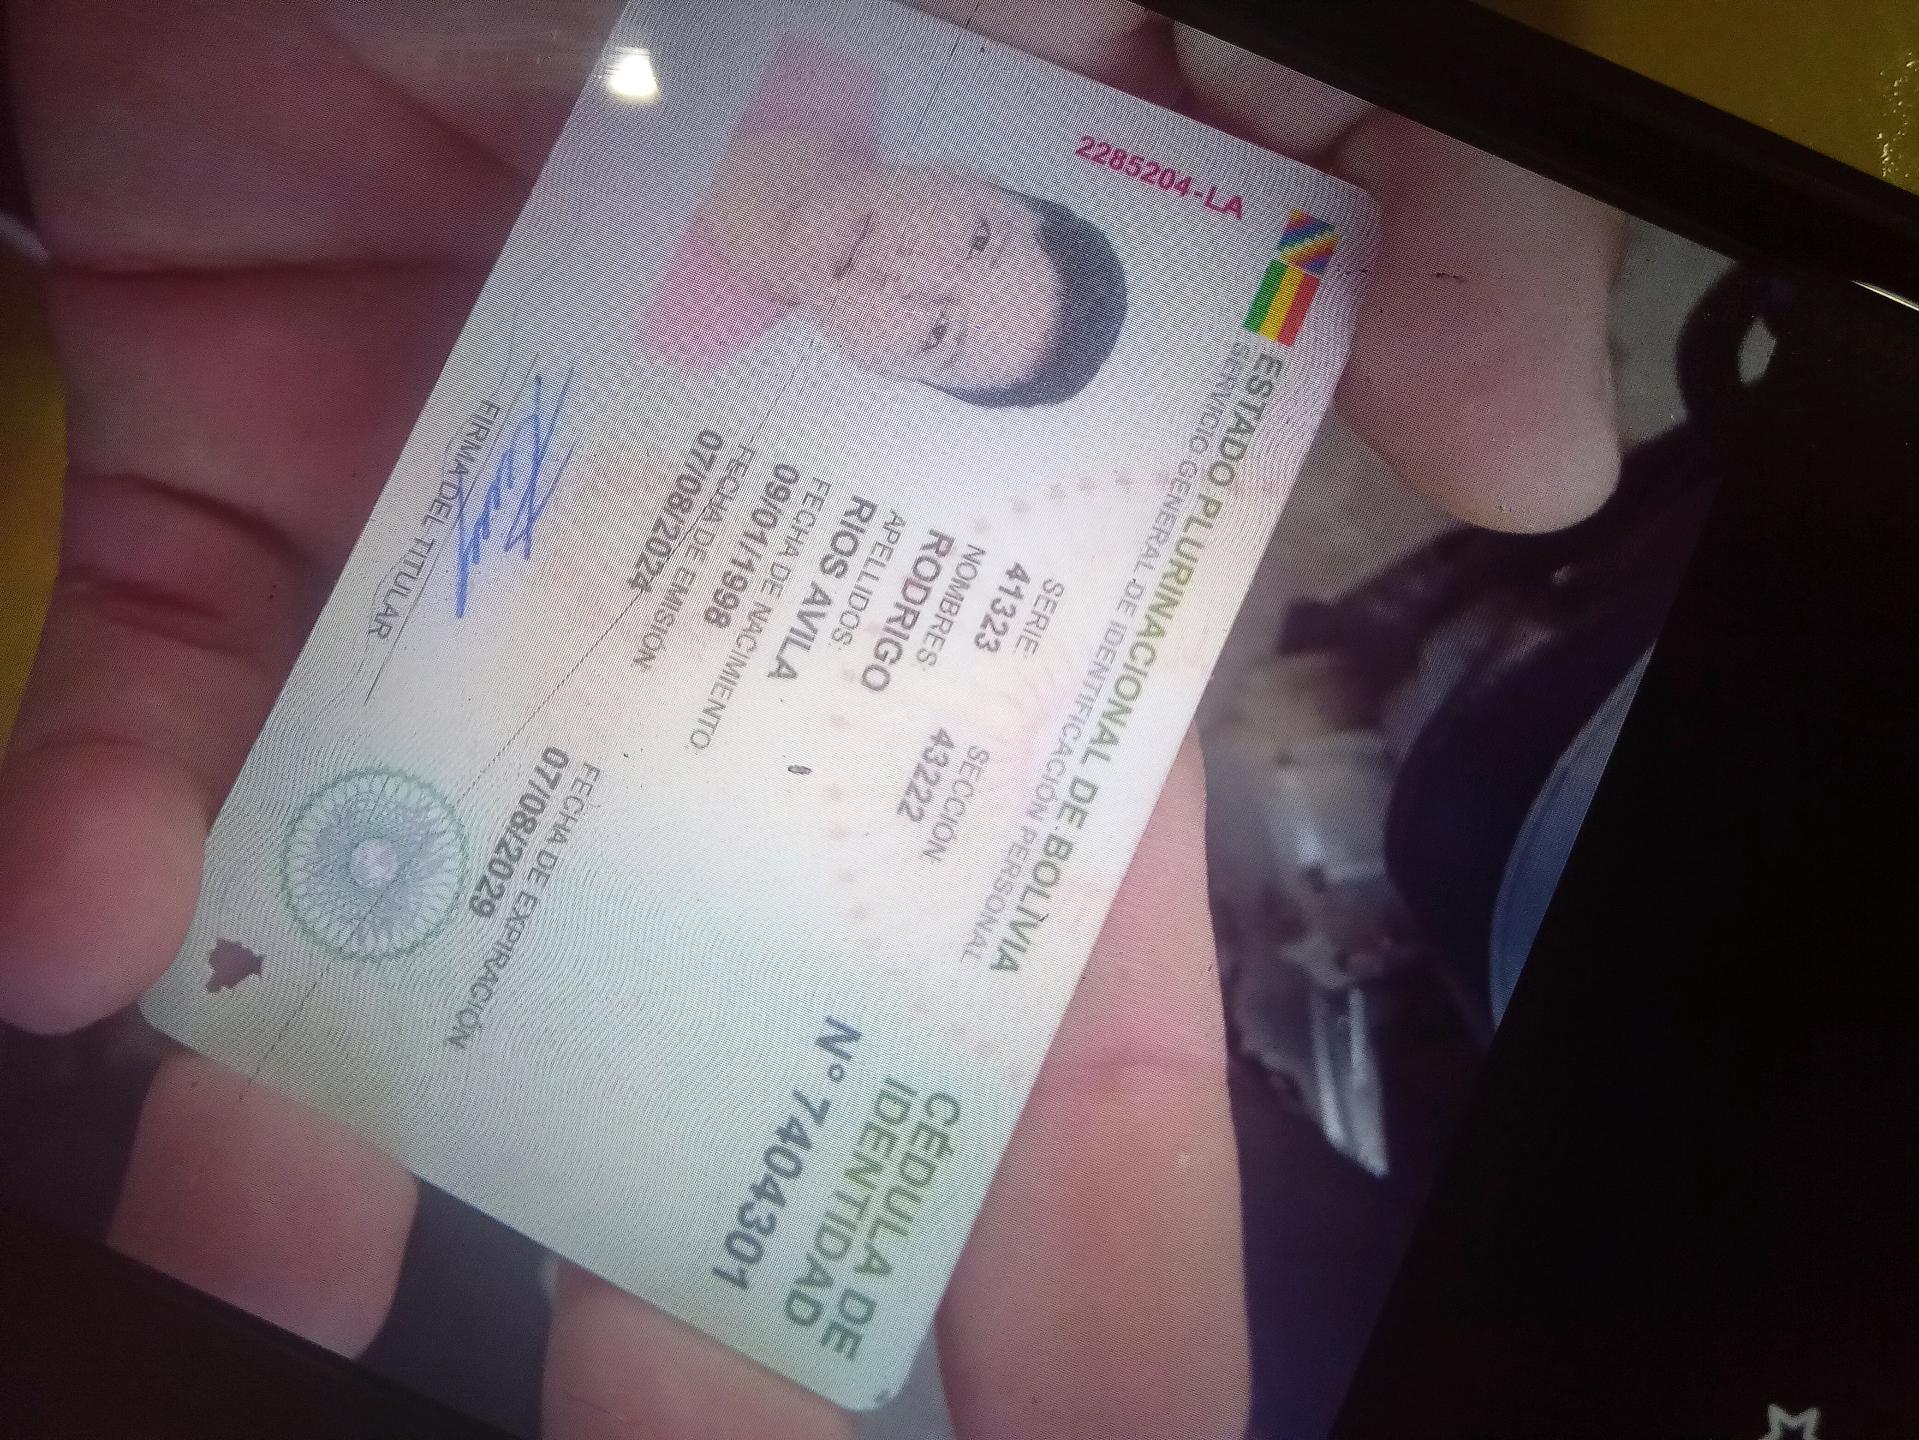 2285204-LA
ESTADO PLURINACIONAL DE BOLIVIA
SERVICIO GENERAL DE IDENTIFICACIÓN PERSONAL
CÉDULA DE
IDENTIDAD
Nº 7404301
SERIE:
41323
SECCIÓN:
43222
NOMBRES:
RODRIGO
APELLIDOS:
RIOS AVILA
FECHA DE NACIMIENTO:
09/01/1998
FECHA DE EMISIÓN
07/08/2024
FECHA DE EXPIRACIÓN
07/08/2029
FIRMA DEL TITULAR